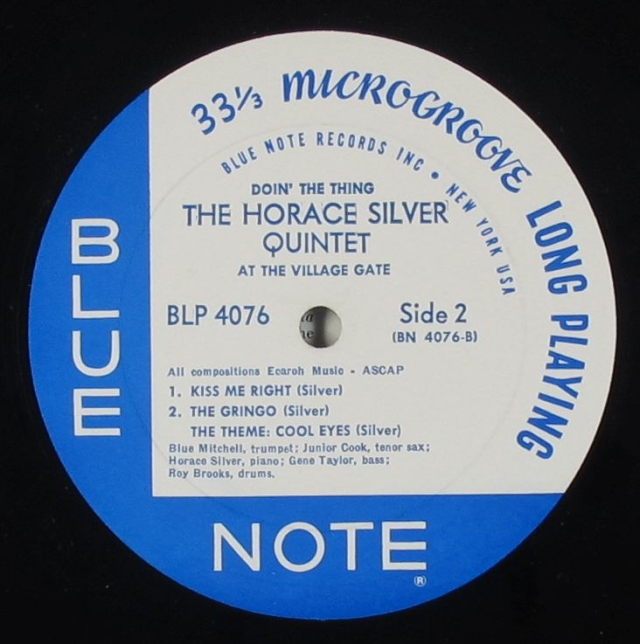 33⅓ MICROGROOVE LONG PLAYING
BLUE NOTE RECORDS INC • NEW YORK USA
DOIN' THE THING
THE HORACE SILVER
QUINTET
AT THE VILLAGE GATE
BLP 4076
Side 2
(BN 4076-B)
All compositions Ecaroh Music - ASCAP
1. KISS ME RIGHT (Silver)
2. THE GRINGO (Silver)
THE THEME: COOL EYES (Silver)
Blue Mitchell, trumpet; Junior Cook, tenor sax;
Horace Silver, piano; Gene Taylor, bass;
Roy Brooks, drums.
BLUE
NOTE
®